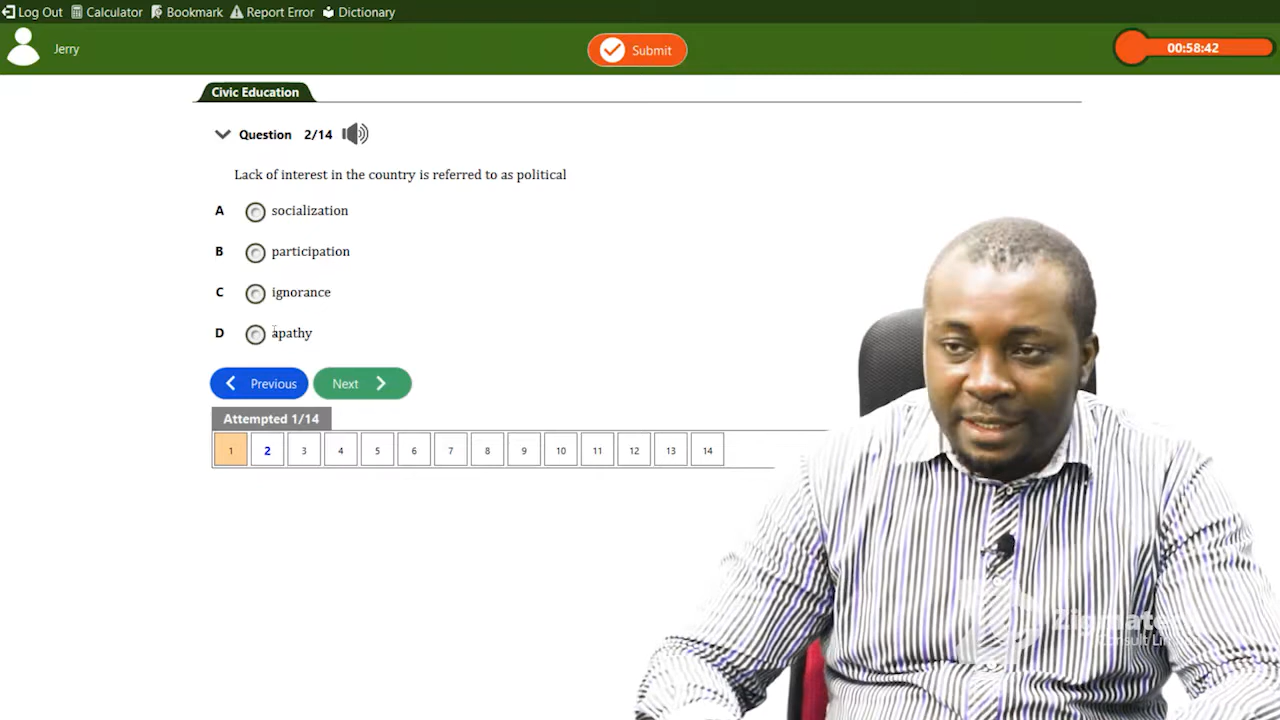 Log Out Calculator Bookmark Report Error Dictionary
Jerry
Submit
00:58:42
Civic Education
Question 2/14
Lack of interest in the country is referred to as political
A socialization
B participation
C ignorance
D apathy
Previous Next
Attempted 1/14
1 2 3 4 5 6 7 8 9 10 11 12 13 14